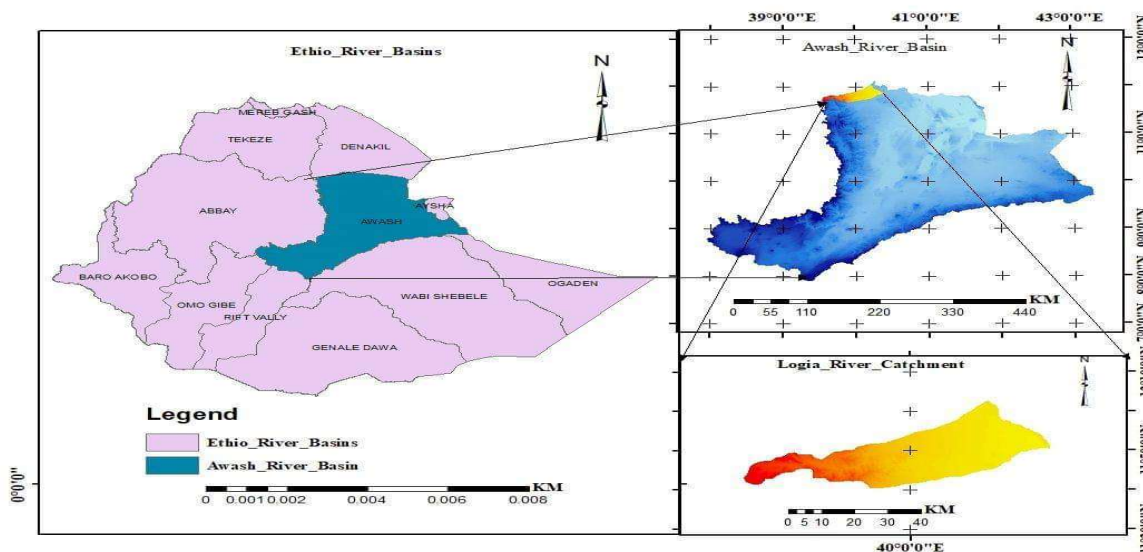 Ethio_River_Basins
N
MEREB GASH
TEKEZE
DENAKIL
ABBAY
AYSHA
AWASH
BARO AKOBO
OMO GIBE
RIFT VALLY
WABI SHEBELE
OGADEN
GENALE DAWA
Legend
Ethio_River_Basins
Awash_River_Basin
KM
0 0.001 0.002 0.004 0.006 0.008
0°0'0"
39°0'0"E 41°0'0"E 43°0'0"E
Awash_River_Basin
N
KM
0 55 110 220 330 440
Logia_River_Catchment
N
KM
0 5 10 20 30 40
40°0'0"E